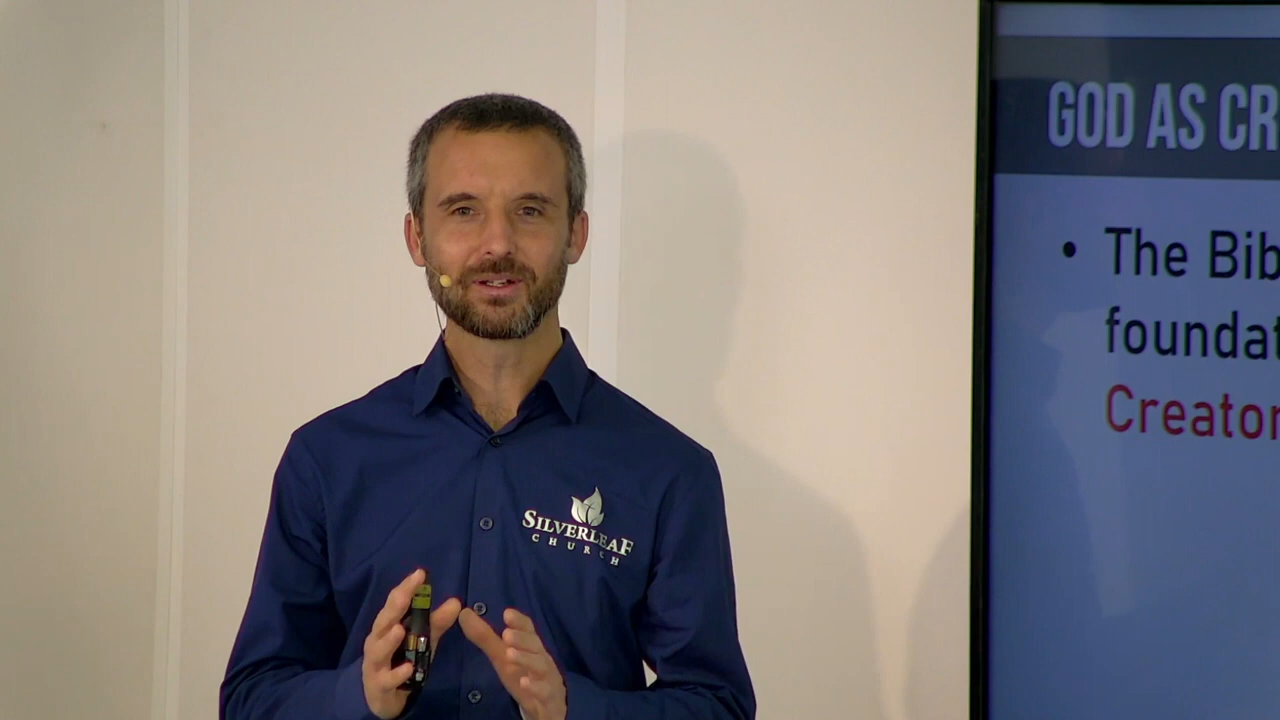 SILVERLEAF
CHURCH
GOD AS CR
• The Bib
foundat
Creator